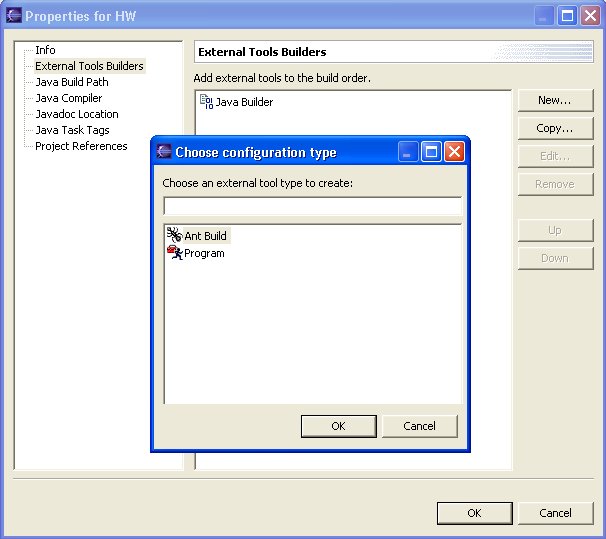 Properties for HW
Info
External Tools Builders
Java Build Path
Java Compiler
Javadoc Location
Java Task Tags
Project References
External Tools Builders
Add external tools to the build order.
Java Builder
New...
Copy...
Edit...
Remove
Up
Down
Choose configuration type
Choose an external tool type to create:
Ant Build
Program
OK
Cancel
OK
Cancel